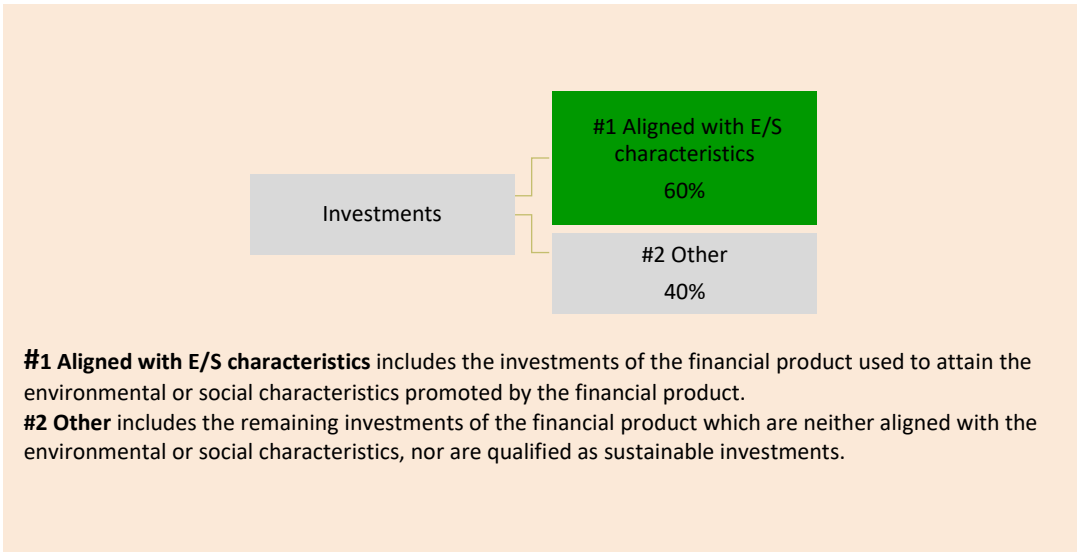 #1 Aligned with E/S
characteristics
60%
Investments
#2 Other
40%
#1 Aligned with E/S characteristics includes the investments of the financial product used to attain the
environmental or social characteristics promoted by the financial product.
#2 Other includes the remaining investments of the financial product which are neither aligned with the
environmental or social characteristics, nor are qualified as sustainable investments.